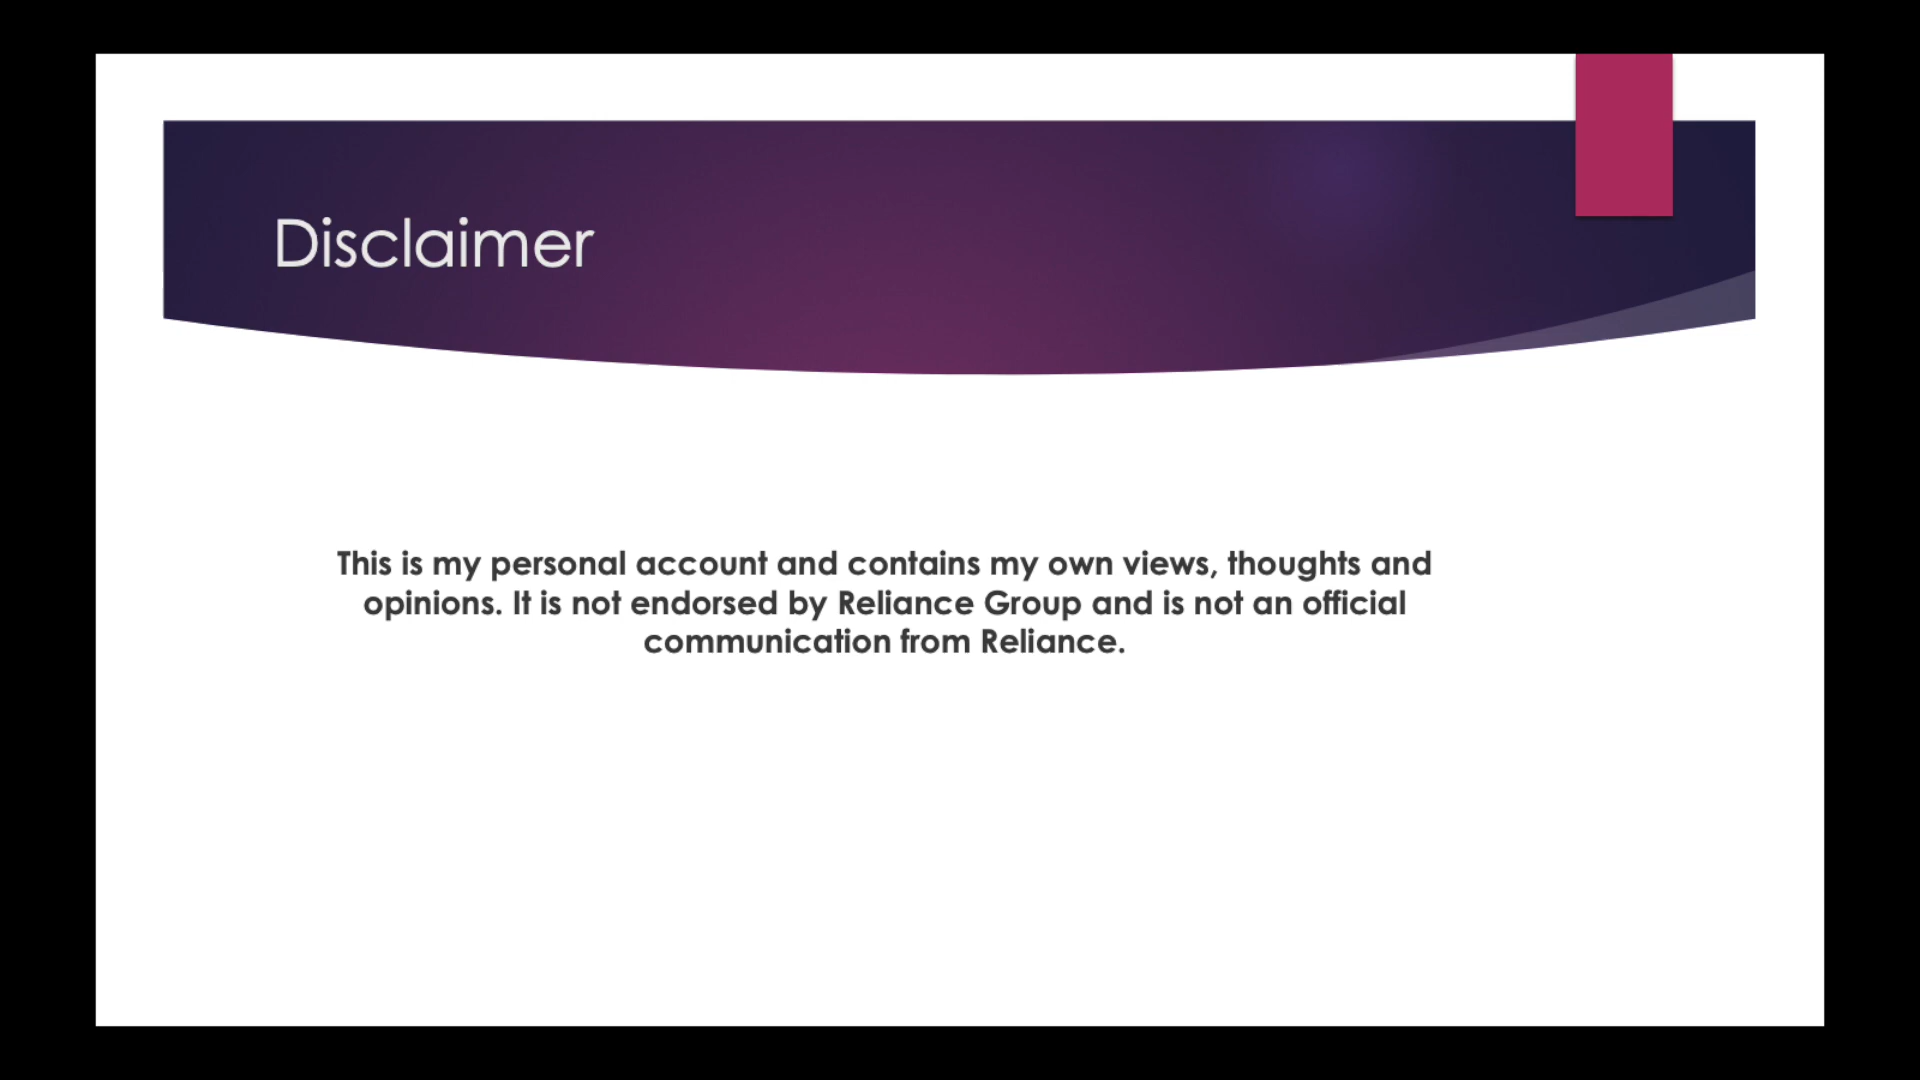 Disclaimer
This is my personal account and contains my own views, thoughts and
opinions. It is not endorsed by Reliance Group and is not an official
communication from Reliance.